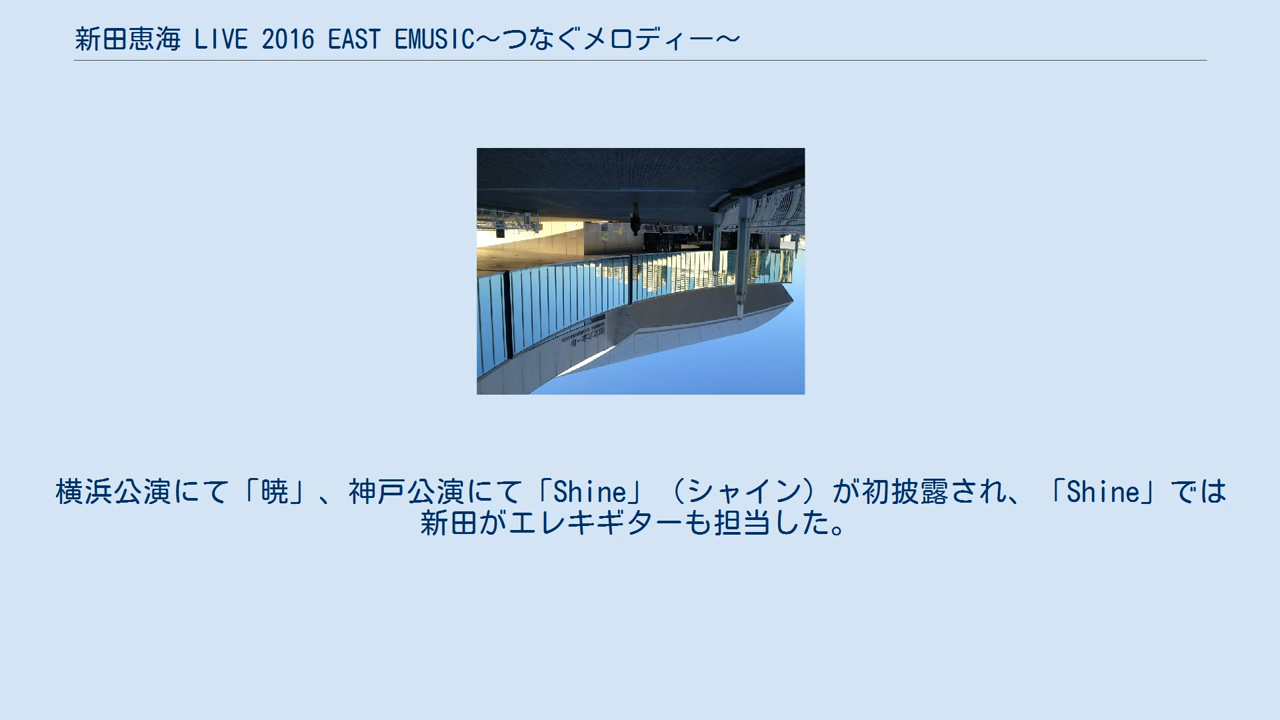 新田恵海 LIVE 2016 EAST EMUSIC～つなぐメロディー～
横浜公演にて「暁」、神戸公演にて「Shine」（シャイン）が初披露され、「Shine」では
新田がエレキギターも担当した。